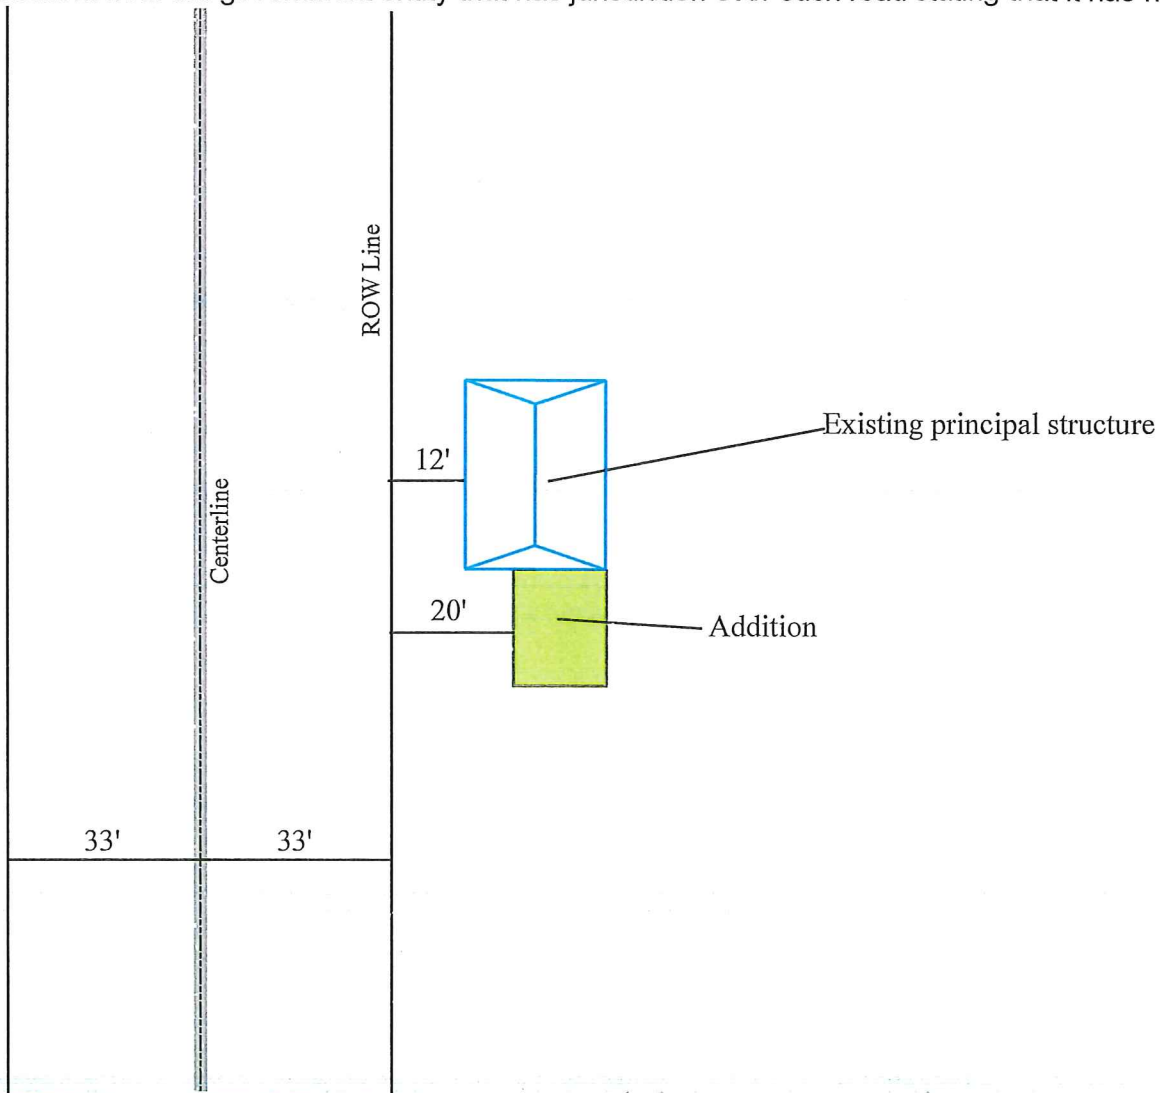 ROW Line
Existing principal structure
12'
Centerline
20'
Addition
33'
33'